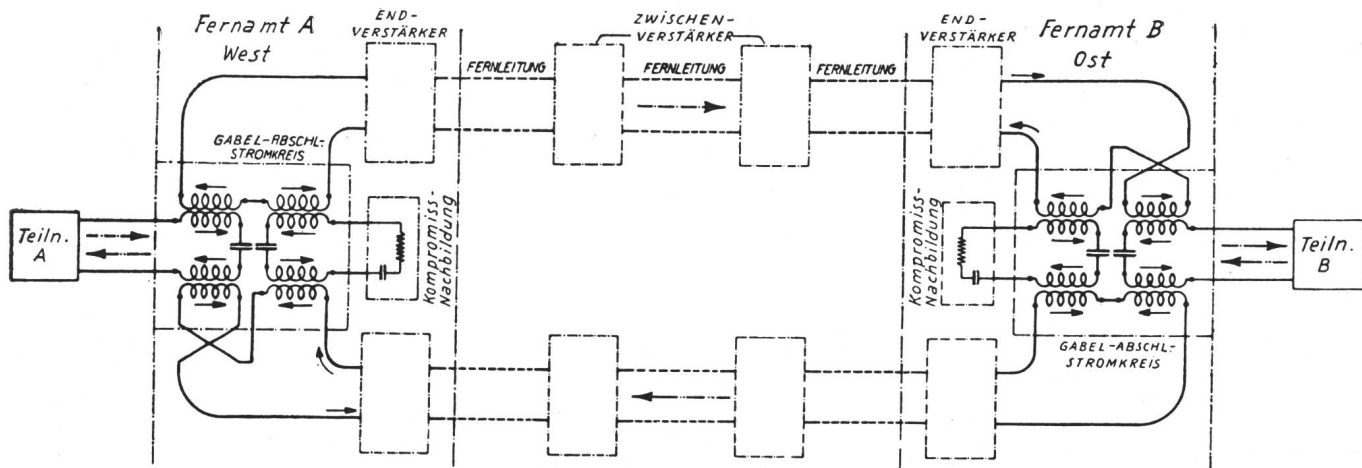 Fernamt A
West
END-
VERSTÄRKER
ZWISCHEN-
VERSTÄRKER
END-
VERSTÄRKER
Fernamt B
Ost
FERNLEITUNG
FERNLEITUNG
FERNLEITUNG
GABEL-ABSCHL-
STROMKREIS
Teiln.
A
Kompromiss-
Nachbildung
Kompromiss-
Nachbildung
Teiln.
B
GABEL-ABSCHL-
STROMKREIS